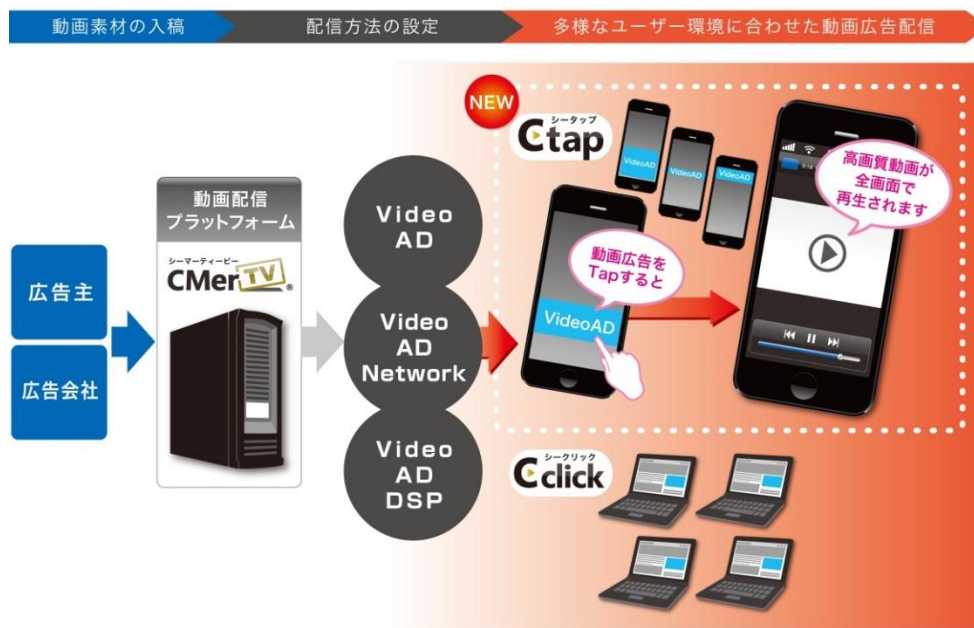 動画素材の入稿
配信方法の設定
多様なユーザー環境に合わせた動画広告配信
広告主
広告会社
動画配信
プラットフォーム
シーマーティービー
CMerTV®
Video
AD
Video
AD
Network
Video
AD
DSP
NEW
シータップ
Ctap
VideoAD
VideoAD
VideoAD
動画広告を
Tapすると
VideoAD
高画質動画が
全画面で
再生されます
シークリック
Cclick